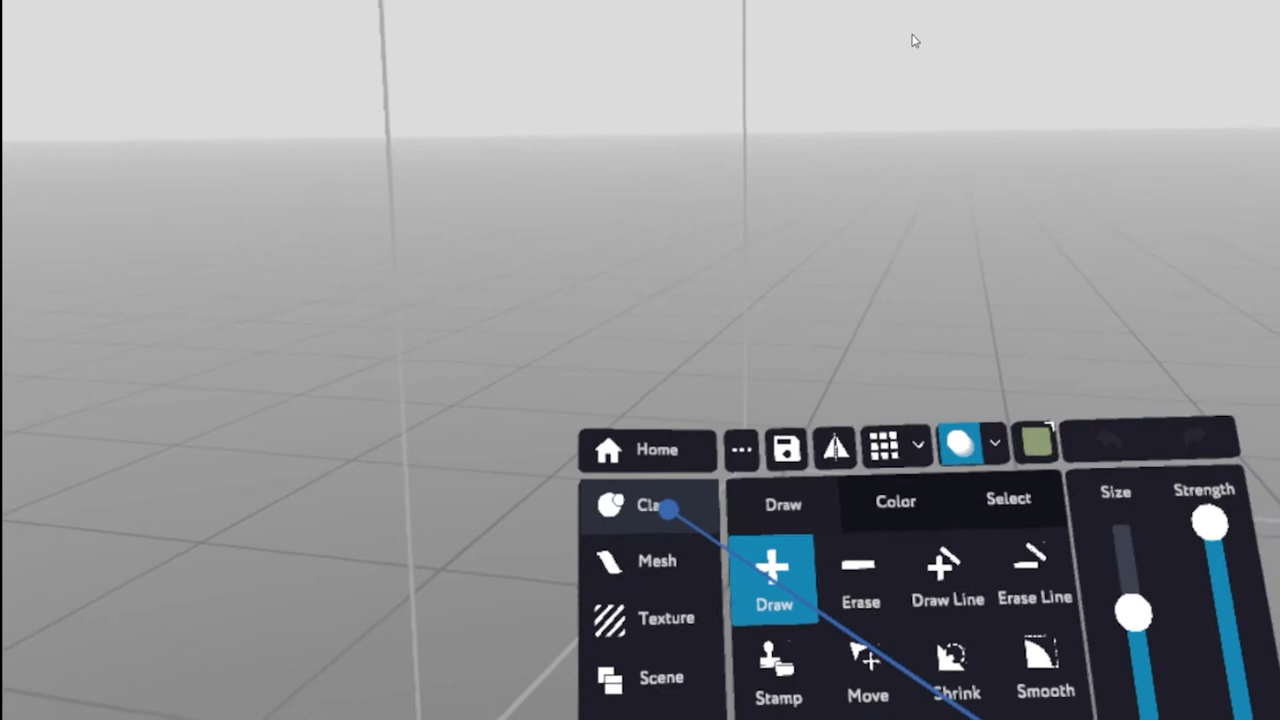 Home
Draw Color Select
Size Strength
Mesh
Texture
Scene
Draw Erase Draw Line Erase Line
Stamp Move Shrink Smooth